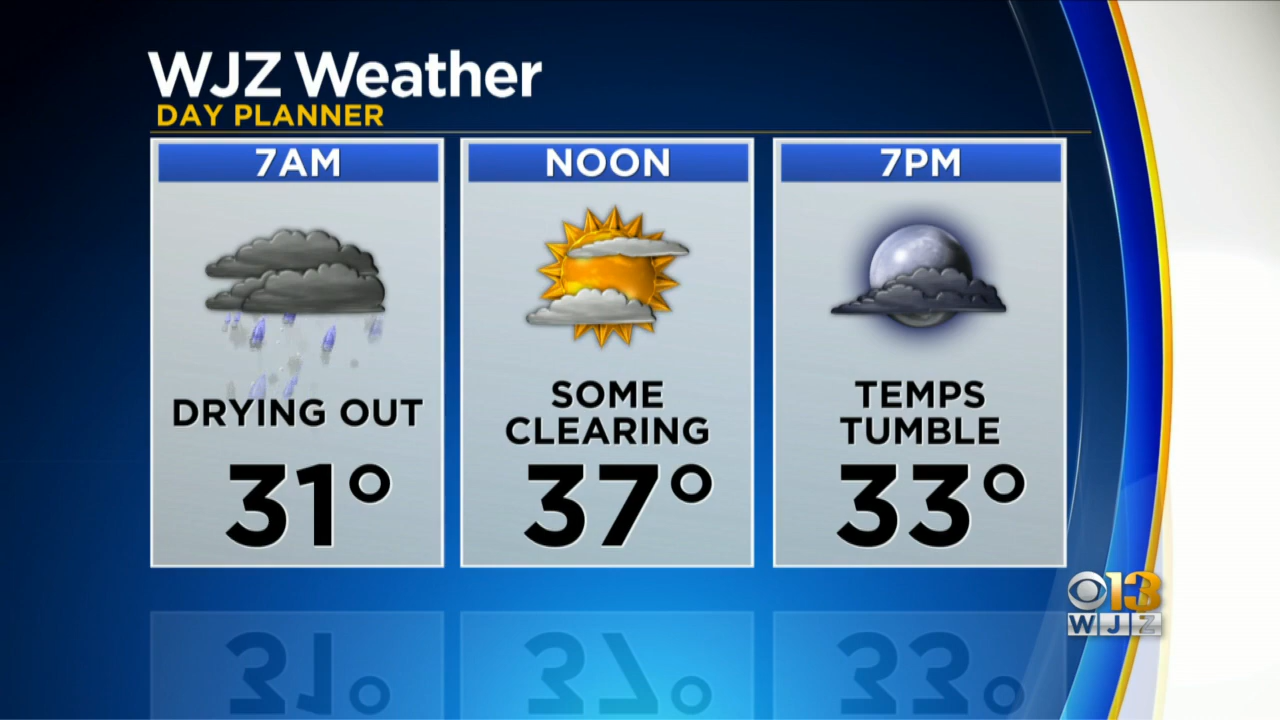 WJZ Weather
DAY PLANNER
7AM
DRYING OUT
31°
NOON
SOME
CLEARING
37°
7PM
TEMPS
TUMBLE
33°
13
WJZ